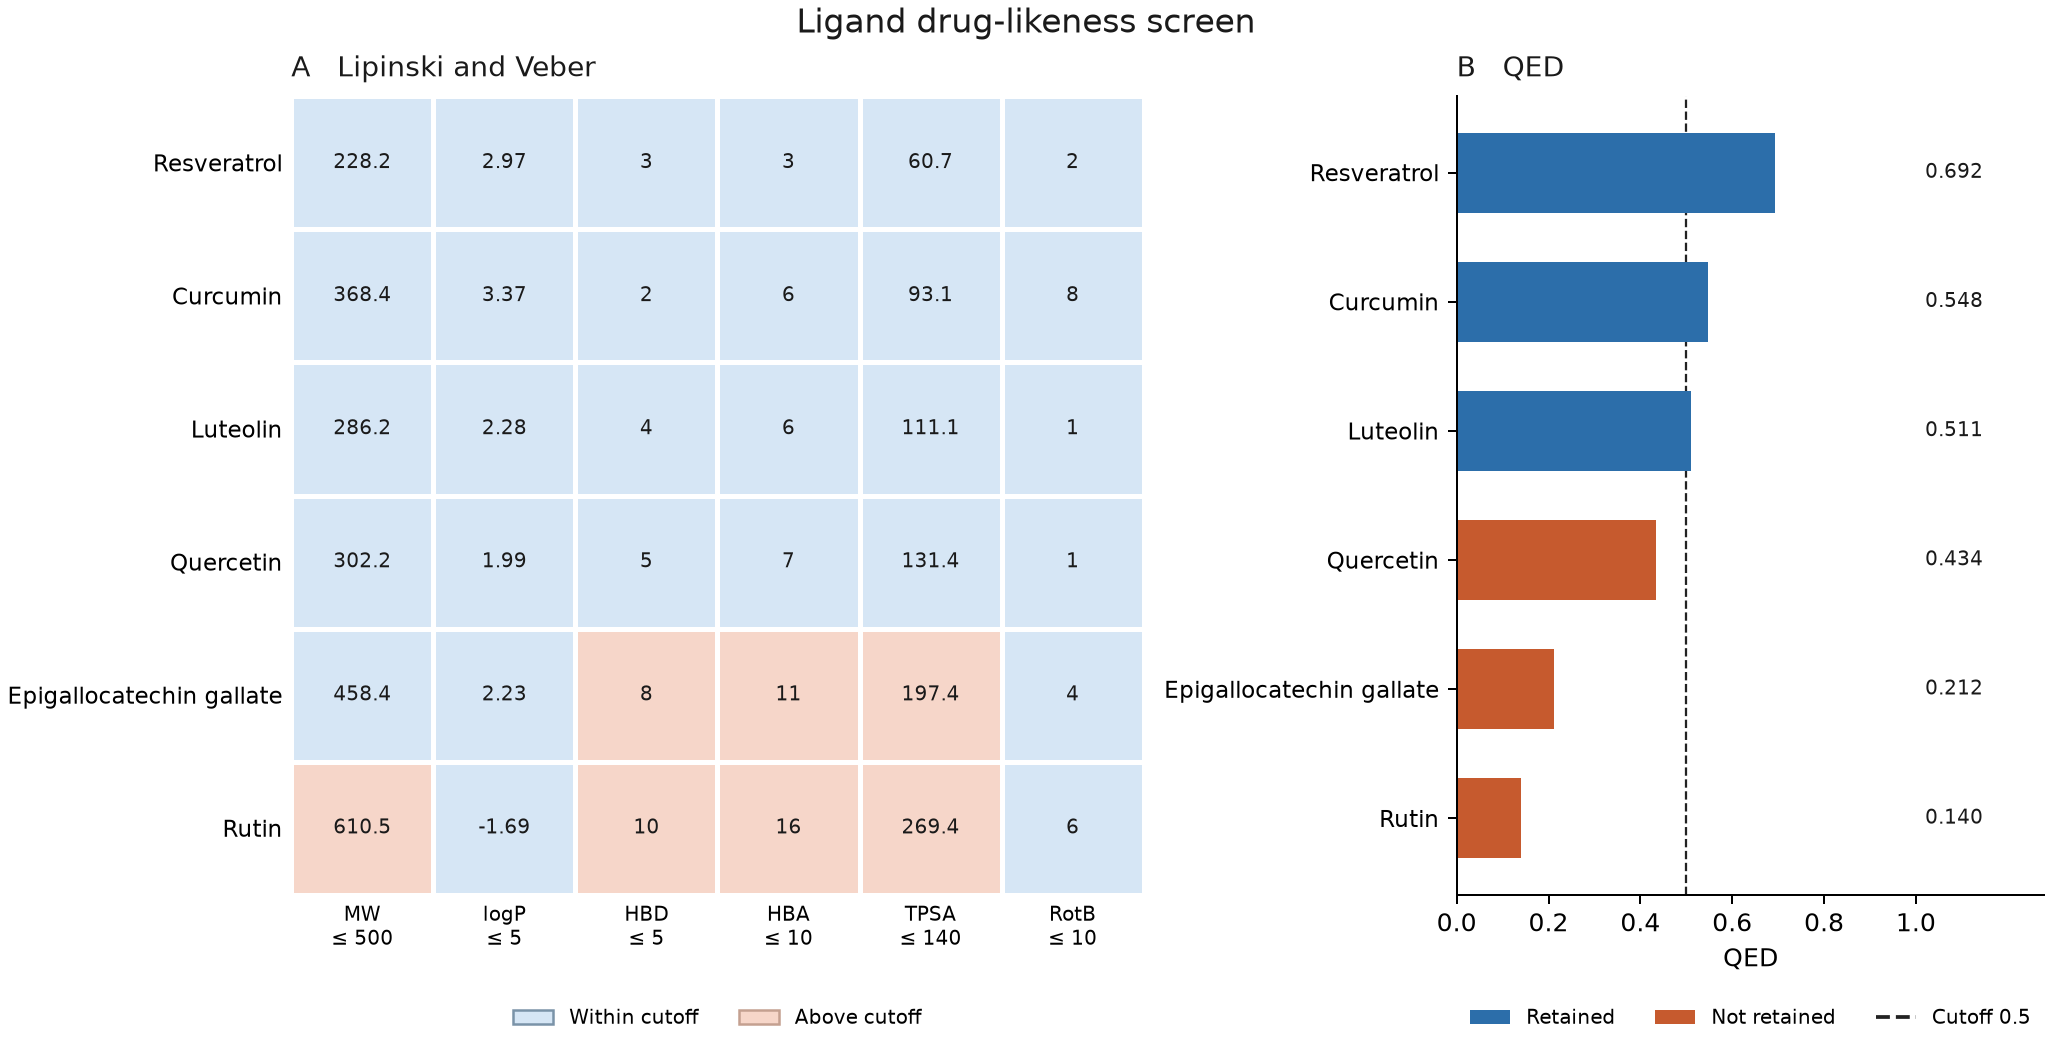 Ligand drug-likeness screen
A Lipinski and Veber
Resveratrol 228.2 2.97 3 3 60.7 2
Curcumin 368.4 3.37 2 6 93.1 8
Luteolin 286.2 2.28 4 6 111.1 1
Quercetin 302.2 1.99 5 7 131.4 1
Epigallocatechin gallate 458.4 2.23 8 11 197.4 4
Rutin 610.5 -1.69 10 16 269.4 6
MW logP HBD HBA TPSA RotB
≤ 500 ≤ 5 ≤ 5 ≤ 10 ≤ 140 ≤ 10
Within cutoff Above cutoff
B QED
Resveratrol 0.692
Curcumin 0.548
Luteolin 0.511
Quercetin 0.434
Epigallocatechin gallate 0.212
Rutin 0.140
0.0 0.2 0.4 0.6 0.8 1.0
QED
Retained Not retained Cutoff 0.5